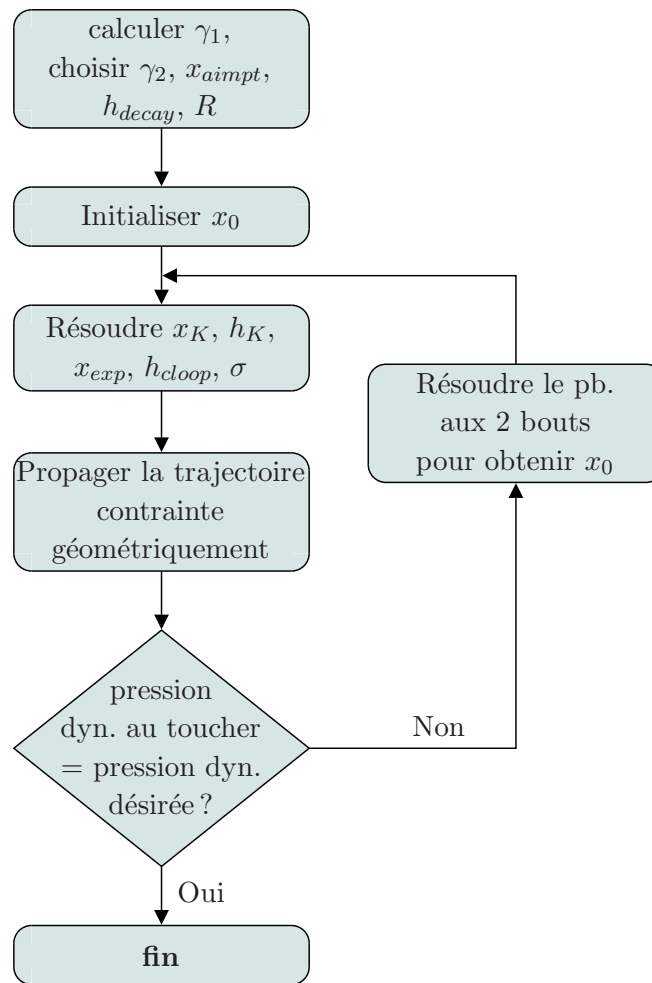 calculer γ₁,
choisir γ₂, x_aimpt,
h_decay, R
Initialiser x₀
Résoudre x_K, h_K,
x_exp, h_cloop, σ
Propager la trajectoire
contrainte
géométriquement
Résoudre le pb.
aux 2 bouts
pour obtenir x₀
pression
dyn. au toucher
= pression dyn.
désirée ?
Non
Oui
fin